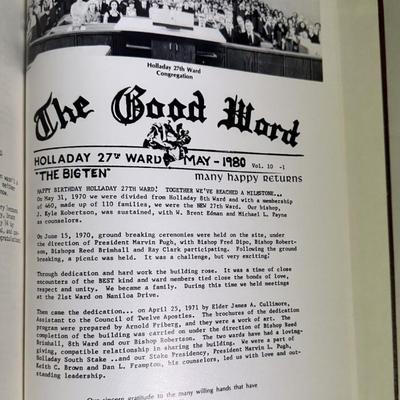 Holladay 27th Ward
Congregation
The Good Word
HOLLADAY 27th WARD MAY - 1980 Vol. 10 -1
"THE BIG TEN" MANY HAPPY RETURNS
HAPPY BIRTHDAY HOLLADAY 27TH WARD! TOGETHER WE'VE REACHED A MILESTONE...
On May 31, 1970 we were divided from Holladay 8th Ward and with a membership
of 460, made up of 110 families, we were the NEW 27th Ward. Our bishop,
J. Kyle Robertson, was sustained, with W. Brent Edman and Michael L. Payne
as counselors.
On June 15, 1970, ground breaking ceremonies were held on the site, under
the direction of President Marvin Pugh, with Bishop Fred Dipo, Bishop Robert-
son, Bishops Reed Brimhall and Ray Clark participating. Following the ground
breaking, a picnic was held. It was a challenge, but very exciting!
Through dedication and hard work the building rose. It was a time of close
encounters of the BEST kind and ward members tied close the bonds of love,
respect and unity. We became a family. During this time we held meetings
at the 21st Ward on Naniloa Drive.
Then came the dedication... on April 25, 1971 by Elder James A. Cullimore,
Assistant to the Council of Twelve Apostles. The brochures of the dedication
program were prepared by Arnold Friberg, and they were a work of art. The
completion of the building was carried on under the direction of Bishop Reed
Brimhall, 8th Ward and our Bishop Robertson. The two wards have had a loving-
giving, compatible relationship in sharing the building. We were a part of
Holladay South Stake ..and our Stake Presidency, President Marvin L. Pugh,
Keith C. Brown and Dan L. Frampton, his counselors, led us with love and out-
standing leadership.
Our sincere gratitude to the many willing hands that have